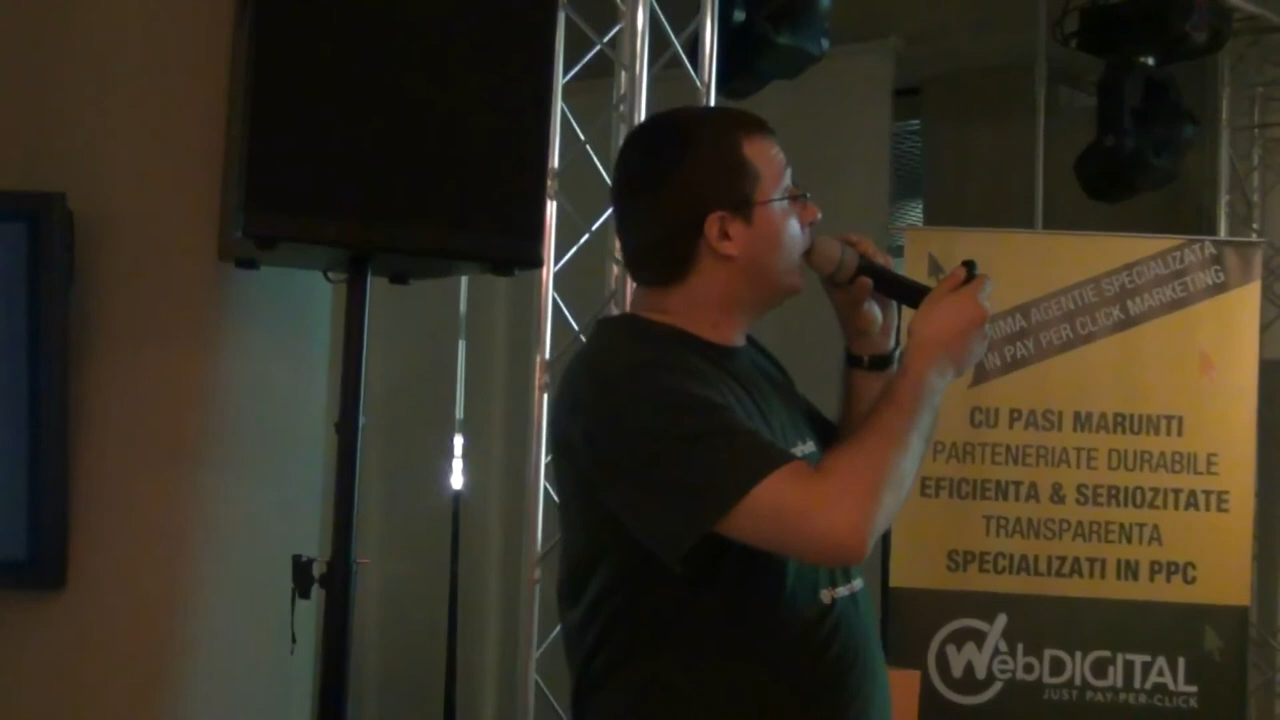 RIMA AGENTIE SPECIALIZATA
IN PAY PER CLICK MARKETING
CU PASI MARUNTI
PARTENERIATE DURABILE
EFICIENTA & SERIOZITATE
TRANSPARENTA
SPECIALIZATI IN PPC
WebDIGITAL
JUST PAY-PER-CLICK